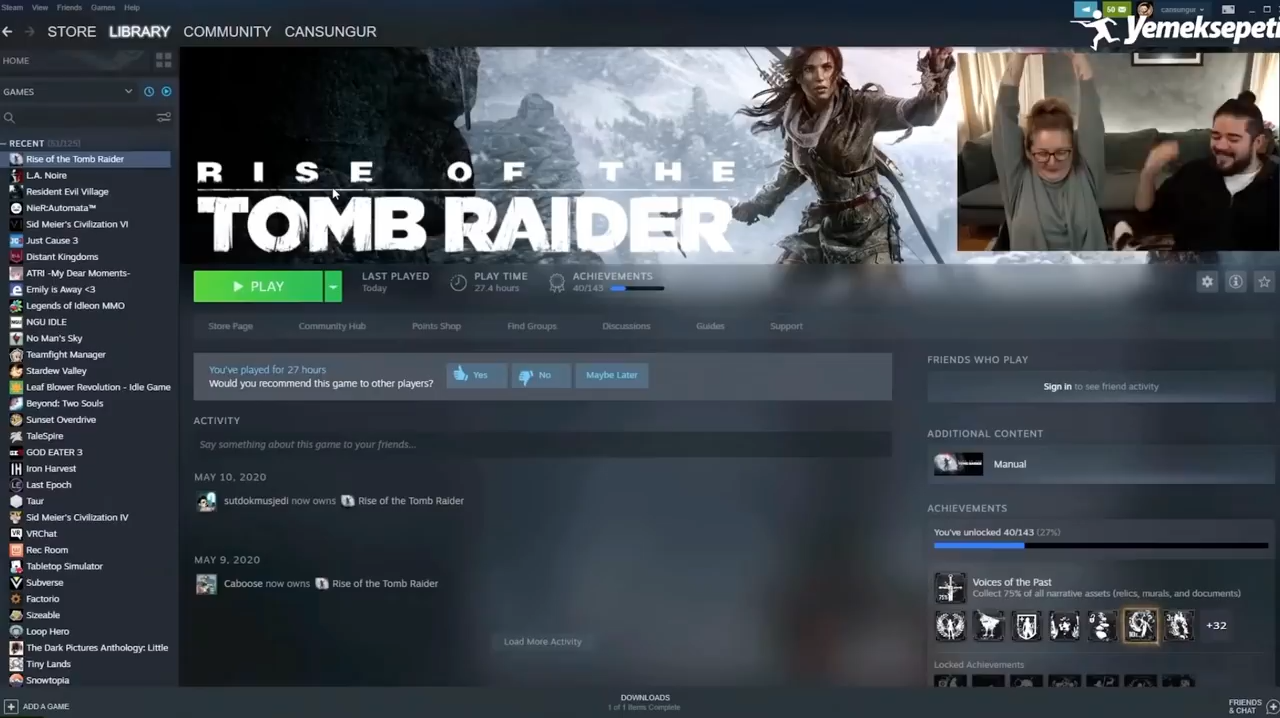 Steam View Friends Games Help
50 cansungur
STORE LIBRARY COMMUNITY CANSUNGUR
Yemeksepeti
HOME
GAMES
RECENT (51/125)
Rise of the Tomb Raider
L.A. Noire
Resident Evil Village
NieR:Automata™
Sid Meier's Civilization VI
Just Cause 3
Distant Kingdoms
ATRI -My Dear Moments-
Emily is Away <3
Legends of Idleon MMO
NGU IDLE
No Man's Sky
Teamfight Manager
Stardew Valley
Leaf Blower Revolution - Idle Game
Beyond: Two Souls
Sunset Overdrive
TaleSpire
GOD EATER 3
Iron Harvest
Last Epoch
Taur
Sid Meier's Civilization IV
VRChat
Rec Room
Tabletop Simulator
Subverse
Factorio
Sizeable
Loop Hero
The Dark Pictures Anthology: Little
Tiny Lands
Snowtopia
ADD A GAME
RISE OF THE
TOMB RAIDER
PLAY
LAST PLAYED
Today
PLAY TIME
27.4 hours
ACHIEVEMENTS
40/143
Store Page Community Hub Points Shop Find Groups Discussions Guides Support
You've played for 27 hours
Would you recommend this game to other players?
Yes No Maybe Later
ACTIVITY
Say something about this game to your friends...
MAY 10, 2020
sutdokmusjedi now owns Rise of the Tomb Raider
MAY 9, 2020
Caboose now owns Rise of the Tomb Raider
Load More Activity
FRIENDS WHO PLAY
Sign in to see friend activity
ADDITIONAL CONTENT
Manual
ACHIEVEMENTS
You've unlocked 40/143 (27%)
Voices of the Past
Collect 75% of all narrative assets (relics, murals, and documents)
+32
Locked Achievements
DOWNLOADS
1 of 1 Items Complete
FRIENDS
& CHAT